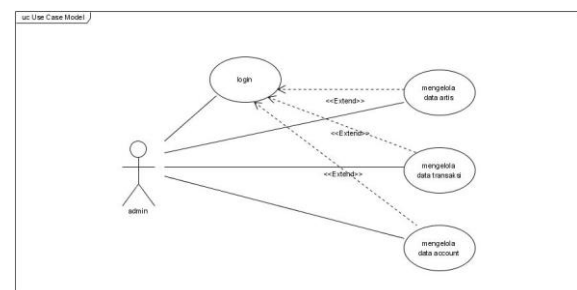 uc Use Case Model
login
mengelola
data artis
<<Extend>>
<<Extend>>
mengelola
data transaksi
<<Extend>>
admin
mengelola
data account